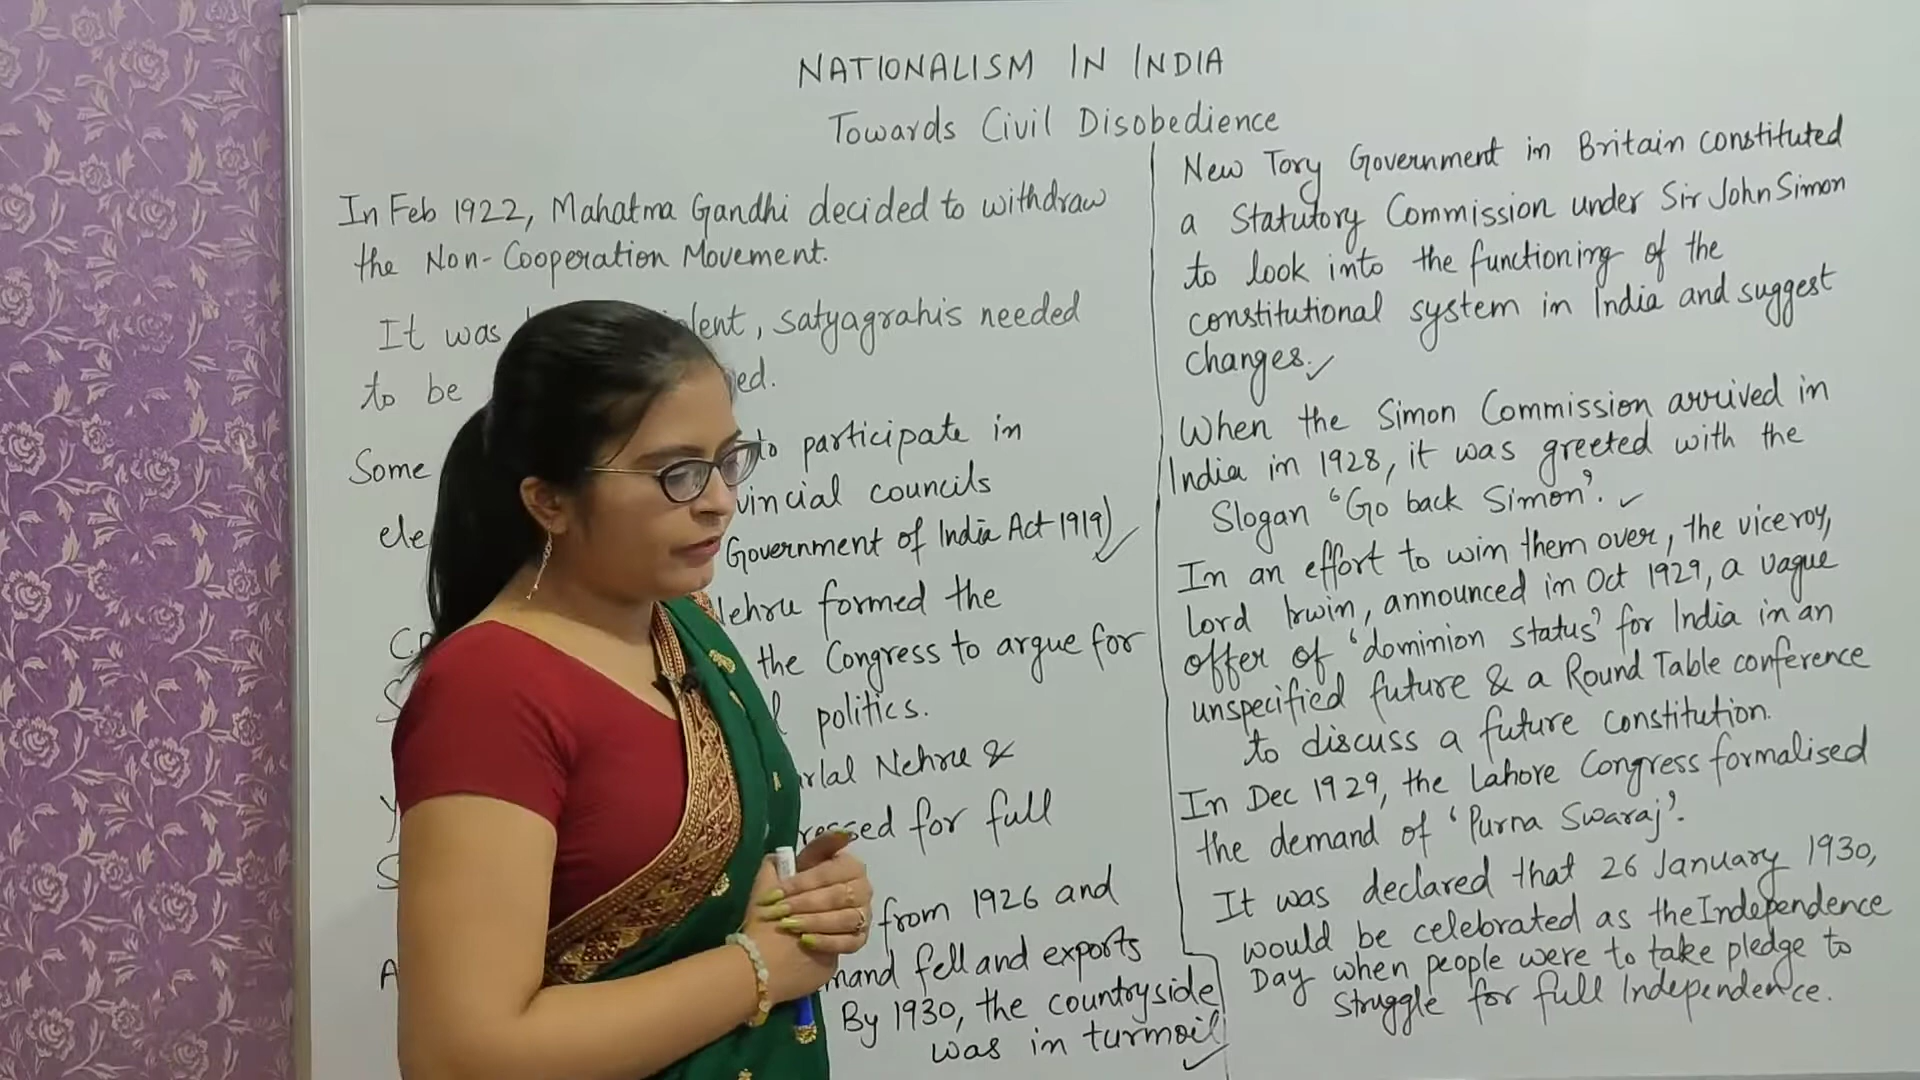 NATIONALISM IN INDIA
Towards Civil Disobedience
In Feb 1922, Mahatma Gandhi decided to withdraw
the Non-Cooperation Movement.
It was satyagrahis needed
to be
Some to participate in
councils
Government of India Act 1919)
Nehru formed the
the Congress to argue for
politics.
Nehru &
for full
from 1926 and
fell and exports
By 1930, the countryside
was in turmoil
New Tory Government in Britain constituted
a Statutory Commission under Sir John Simon
to look into the functioning of the
constitutional system in India and suggest
changes.
When the Simon Commission arrived in
India in 1928, it was greeted with the
Slogan 'Go back Simon'.
In an effort to win them over, the viceroy,
Lord Irwin, announced in Oct 1929, a vague
offer of 'dominion status' for India in an
unspecified future & a Round Table conference
to discuss a future constitution.
In Dec 1929, the Lahore Congress formalised
the demand of 'Purna Swaraj'.
It was declared that 26 January 1930,
would be celebrated as the Independence
Day when people were to take pledge to
struggle for full Independence.